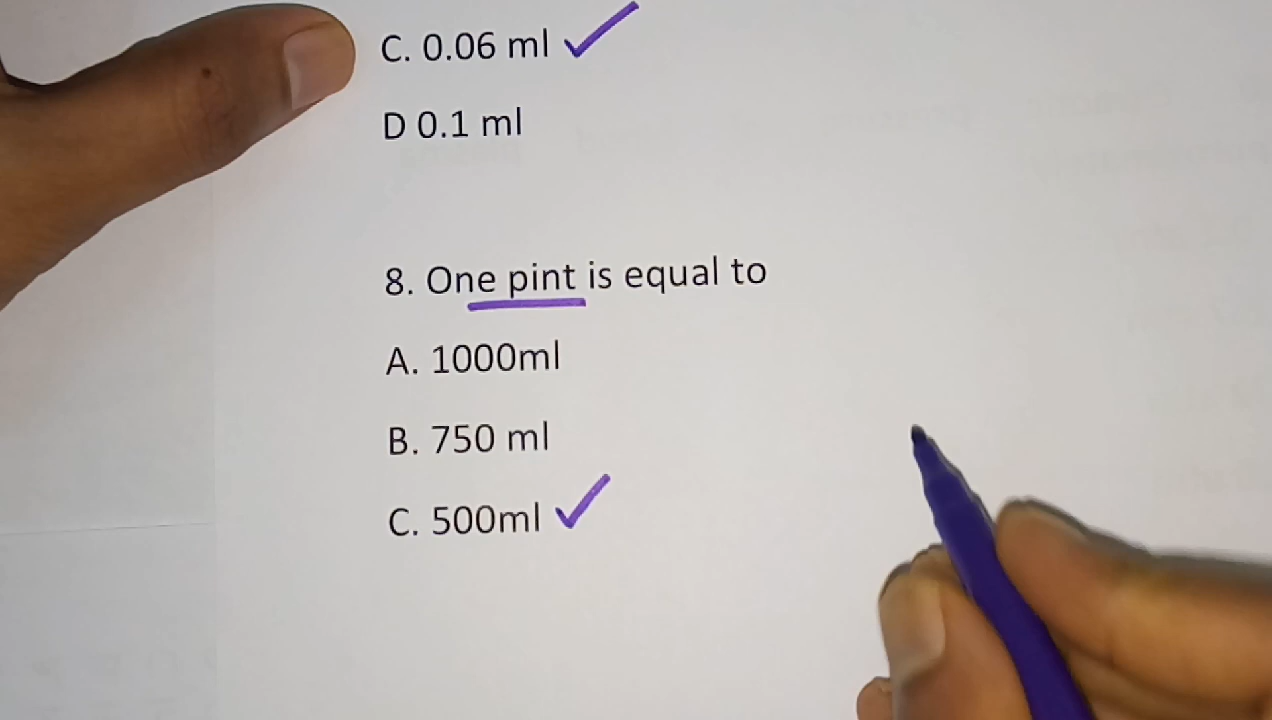 C. 0.06 ml
D 0.1 ml
8. One pint is equal to
A. 1000ml
B. 750 ml
C. 500ml